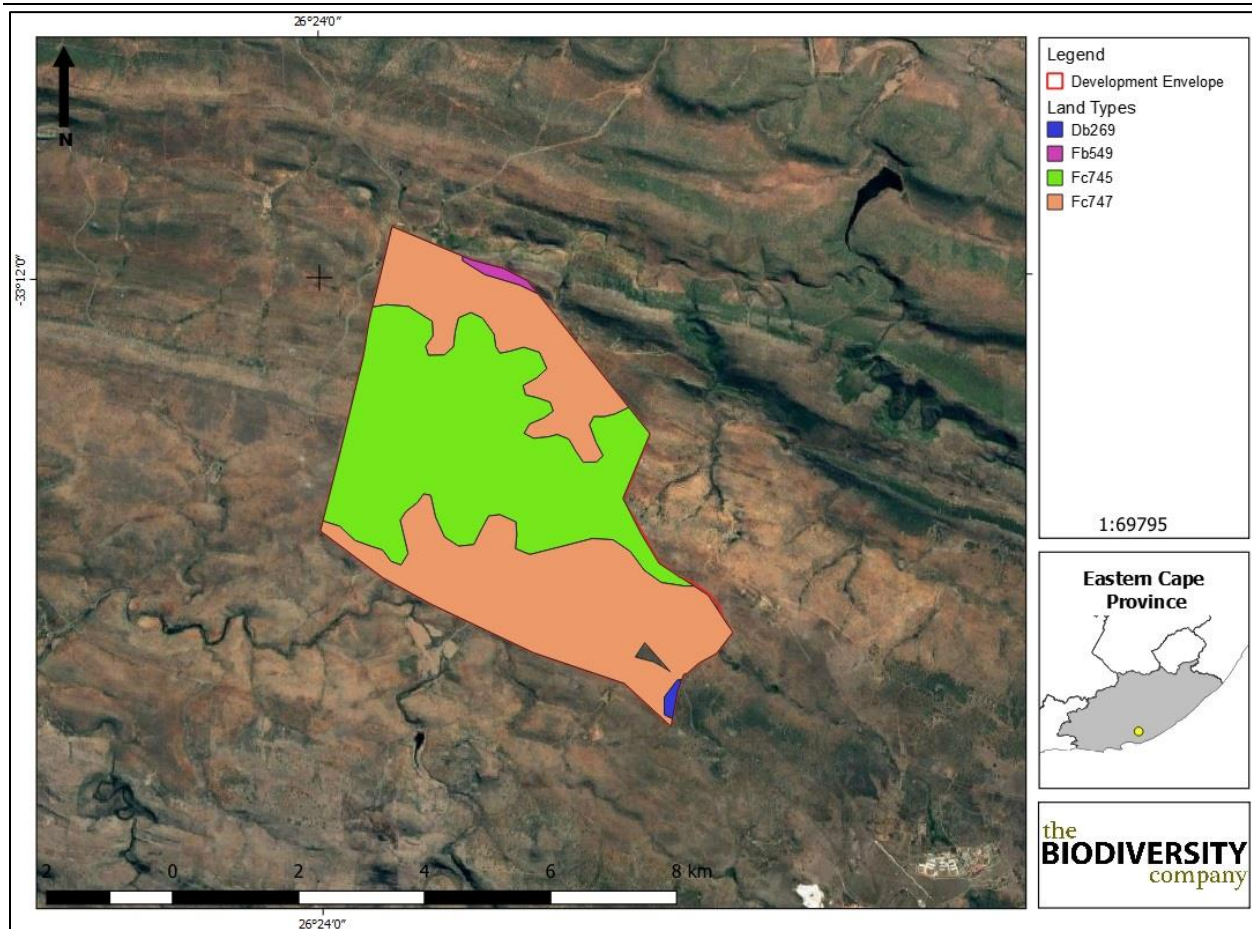 26°24'0"
-33°12'0"
N
2 0 2 4 6 8 km
26°24'0"
Legend
Development Envelope
Land Types
Db269
Fb549
Fc745
Fc747
1:69795
Eastern Cape
Province
the
BIODIVERSITY
company